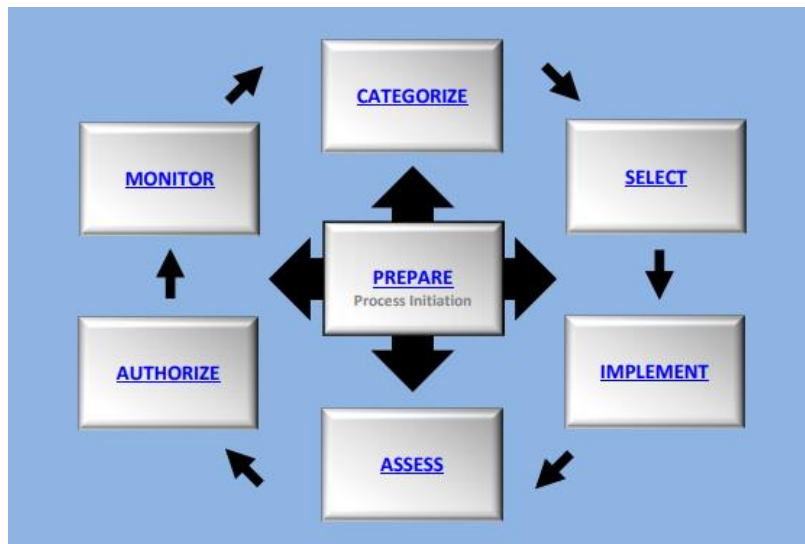 CATEGORIZE
SELECT
IMPLEMENT
ASSESS
AUTHORIZE
MONITOR
PREPARE
Process Initiation